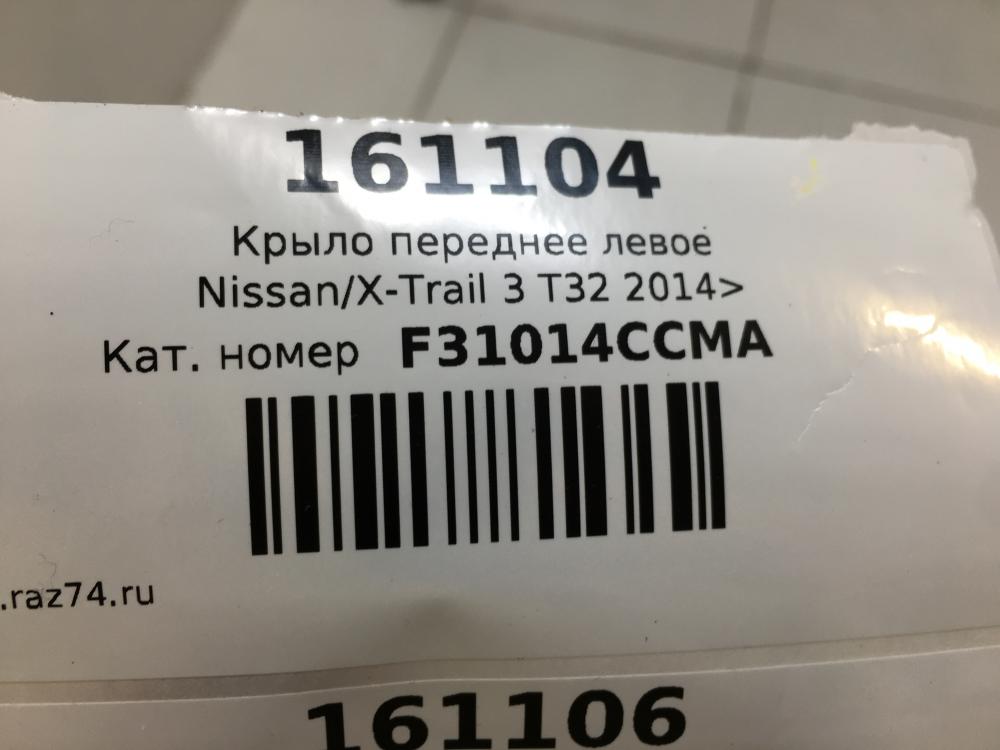 161104
Крыло переднее левое
Nissan/X-Trail 3 T32 2014>
Кат. номер F31014CCMA
.raz74.ru
161106